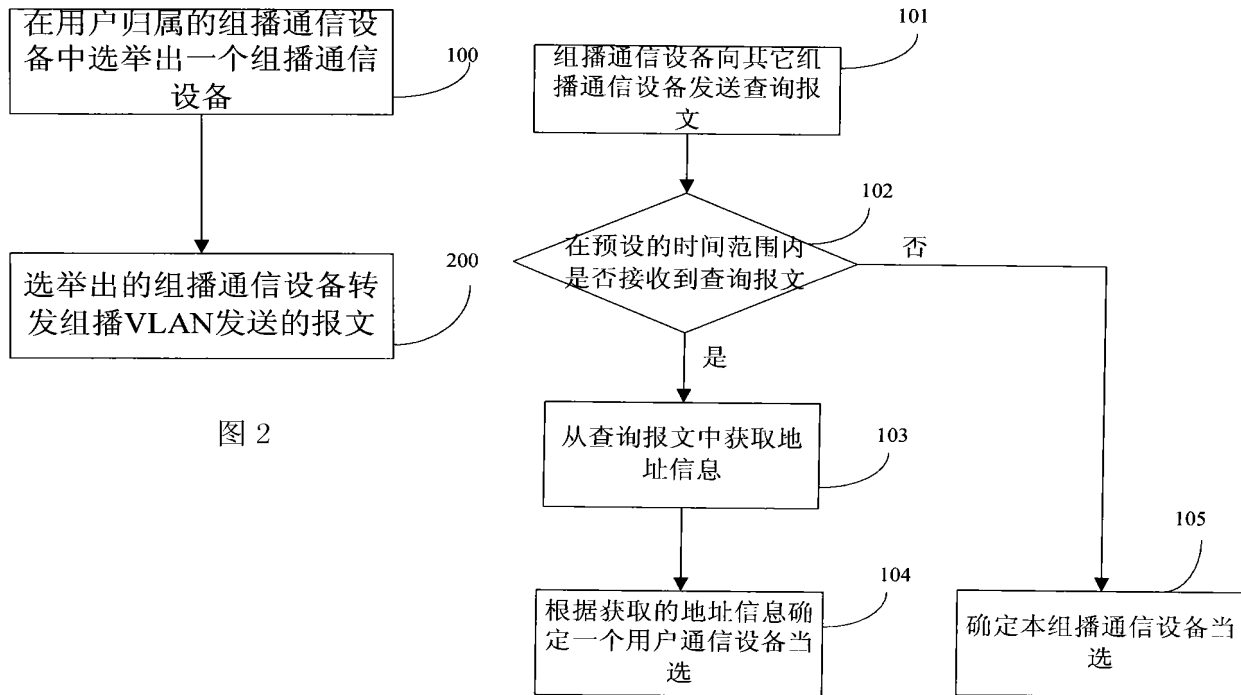 在用户归属的组播通信设
备中选举出一个组播通信
设备
100
选举出的组播通信设备转
发组播VLAN发送的报文
200
图 2
组播通信设备向其它组
播通信设备发送查询报
文
101
在预设的时间范围内
是否接收到查询报文
102
否
是
从查询报文中获取地
址信息
103
根据获取的地址信息确
定一个用户通信设备当
选
104
确定本组播通信设备当
选
105